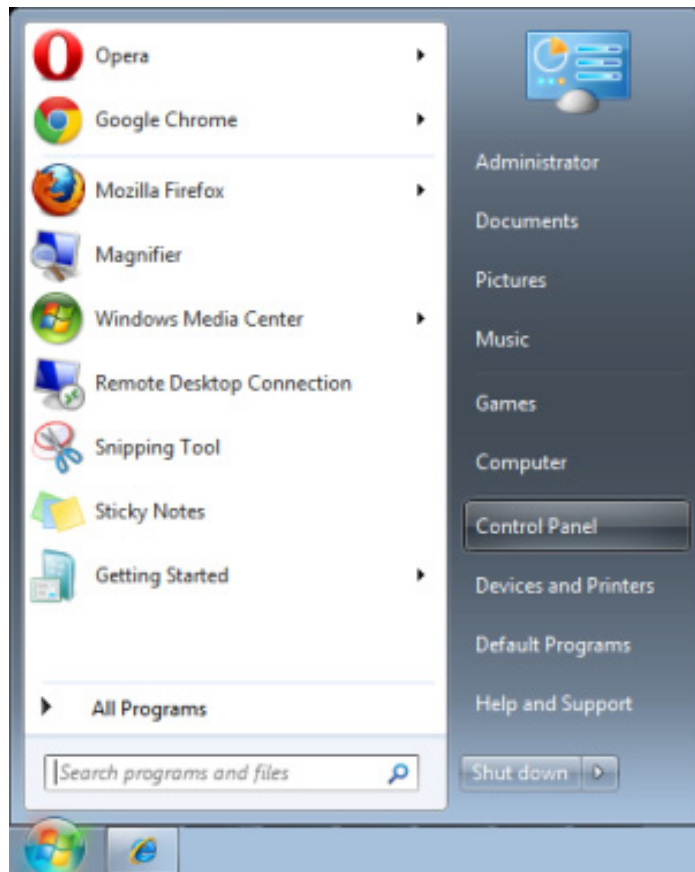 Opera
Google Chrome
Mozilla Firefox
Magnifier
Windows Media Center
Remote Desktop Connection
Snipping Tool
Sticky Notes
Getting Started
All Programs
Search programs and files
Administrator
Documents
Pictures
Music
Games
Computer
Control Panel
Devices and Printers
Default Programs
Help and Support
Shut down